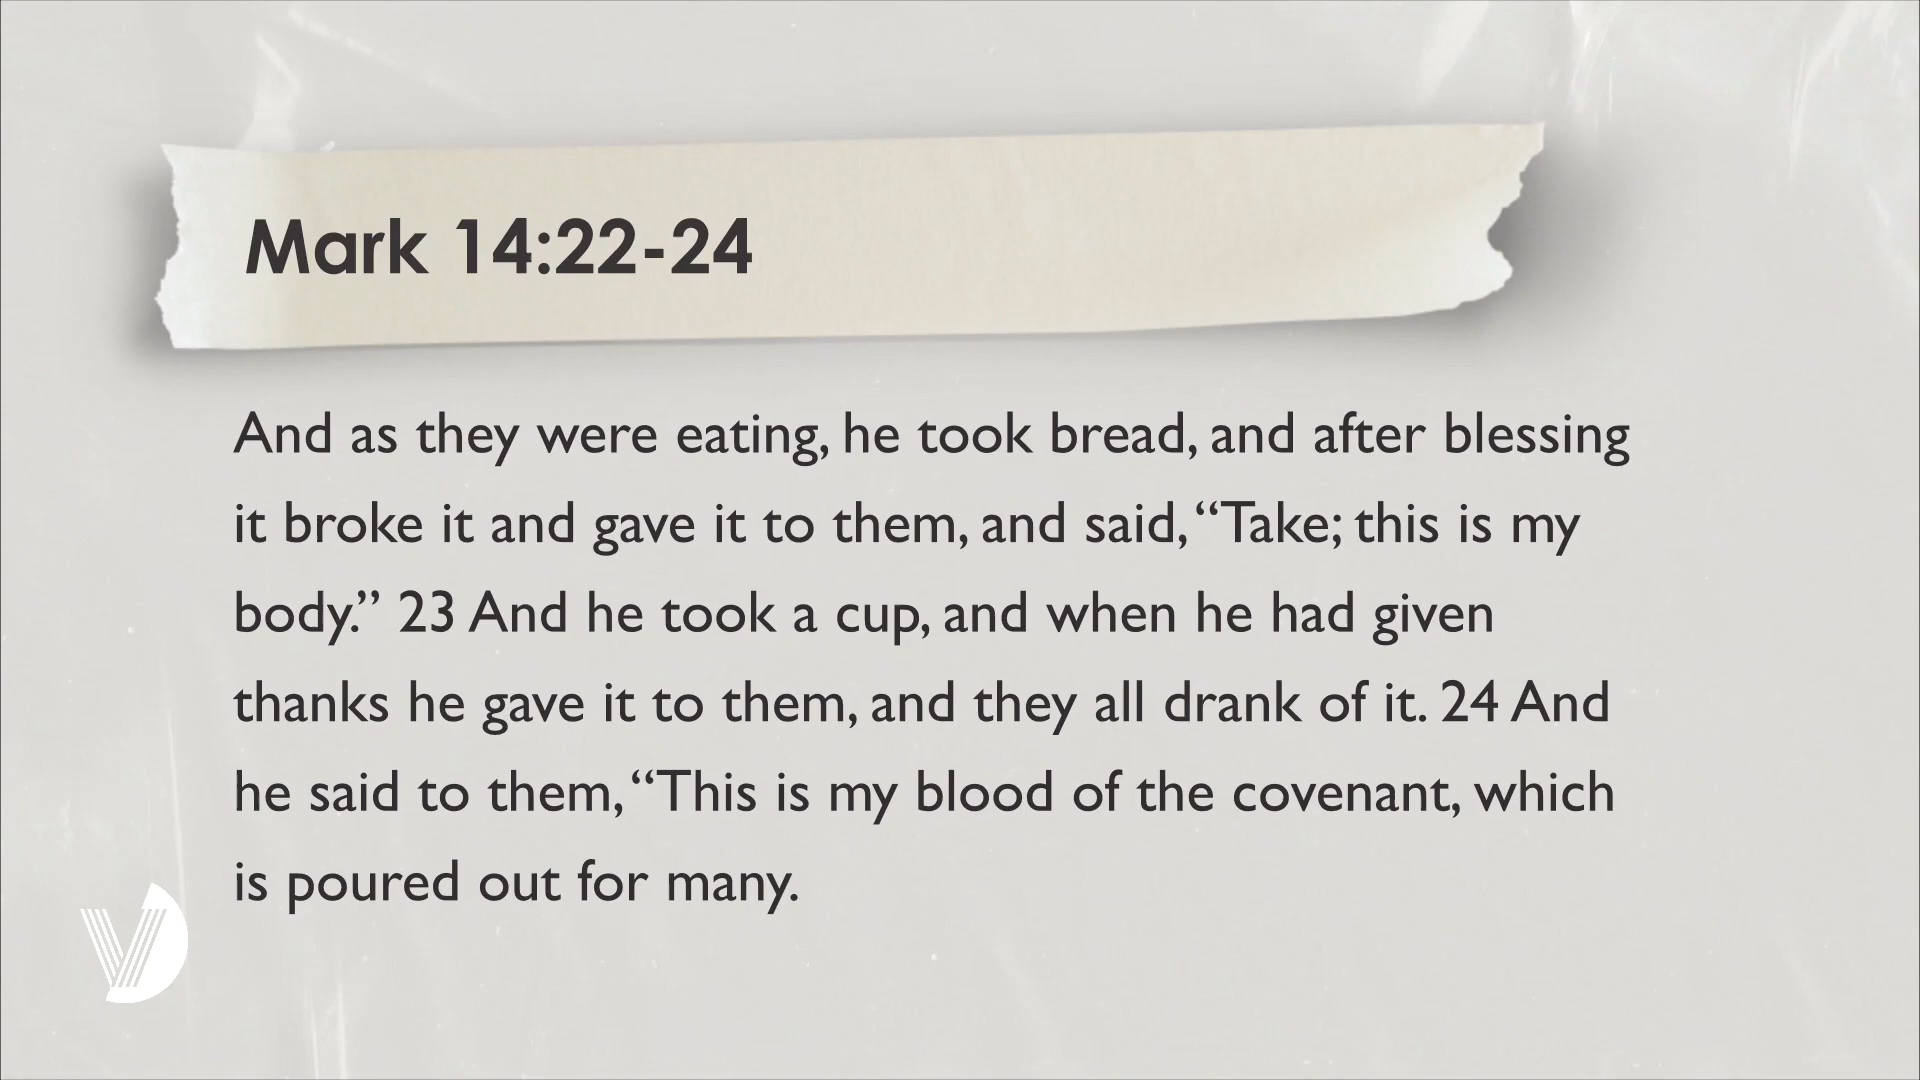 Mark 14:22-24
And as they were eating, he took bread, and after blessing
it broke it and gave it to them, and said, “Take; this is my
body.” 23 And he took a cup, and when he had given
thanks he gave it to them, and they all drank of it. 24 And
he said to them, “This is my blood of the covenant, which
is poured out for many.